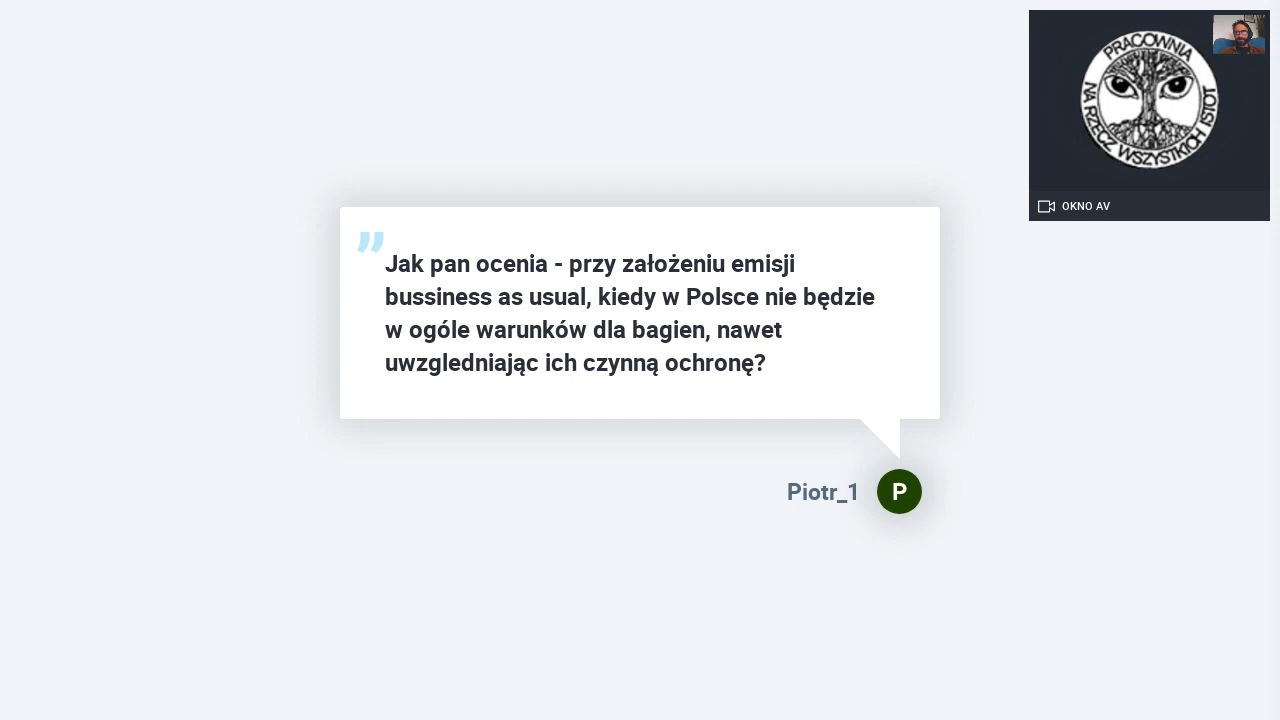 PRACOWNIA
NA RZECZ WSZYSTKICH ISTOT
OKNO AV
”
Jak pan ocenia - przy założeniu emisji
bussiness as usual, kiedy w Polsce nie będzie
w ogóle warunków dla bagien, nawet
uwzgledniając ich czynną ochronę?
Piotr_1
P